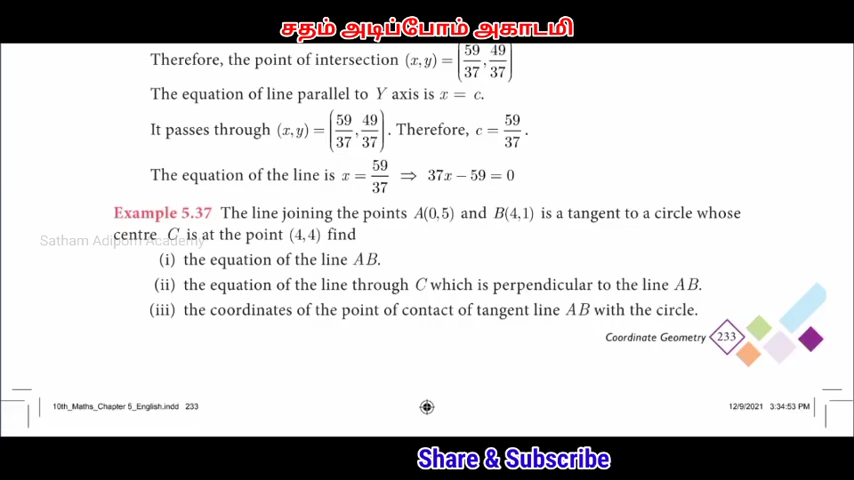 சதம் அடிப்போம் அகாடமி
Therefore, the point of intersection (x, y) = (59/37, 49/37)
The equation of line parallel to Y axis is x = c.
It passes through (x, y) = (59/37, 49/37). Therefore, c = 59/37.
The equation of the line is x = 59/37 ⇒ 37x − 59 = 0
Example 5.37 The line joining the points A(0,5) and B(4,1) is a tangent to a circle whose
centre C is at the point (4,4) find
Satham Adipom Academy
(i) the equation of the line AB.
(ii) the equation of the line through C which is perpendicular to the line AB.
(iii) the coordinates of the point of contact of tangent line AB with the circle.
Coordinate Geometry 233
10th_Maths_Chapter 5_English.indd 233 12/9/2021 3:34:53 PM
Share & Subscribe